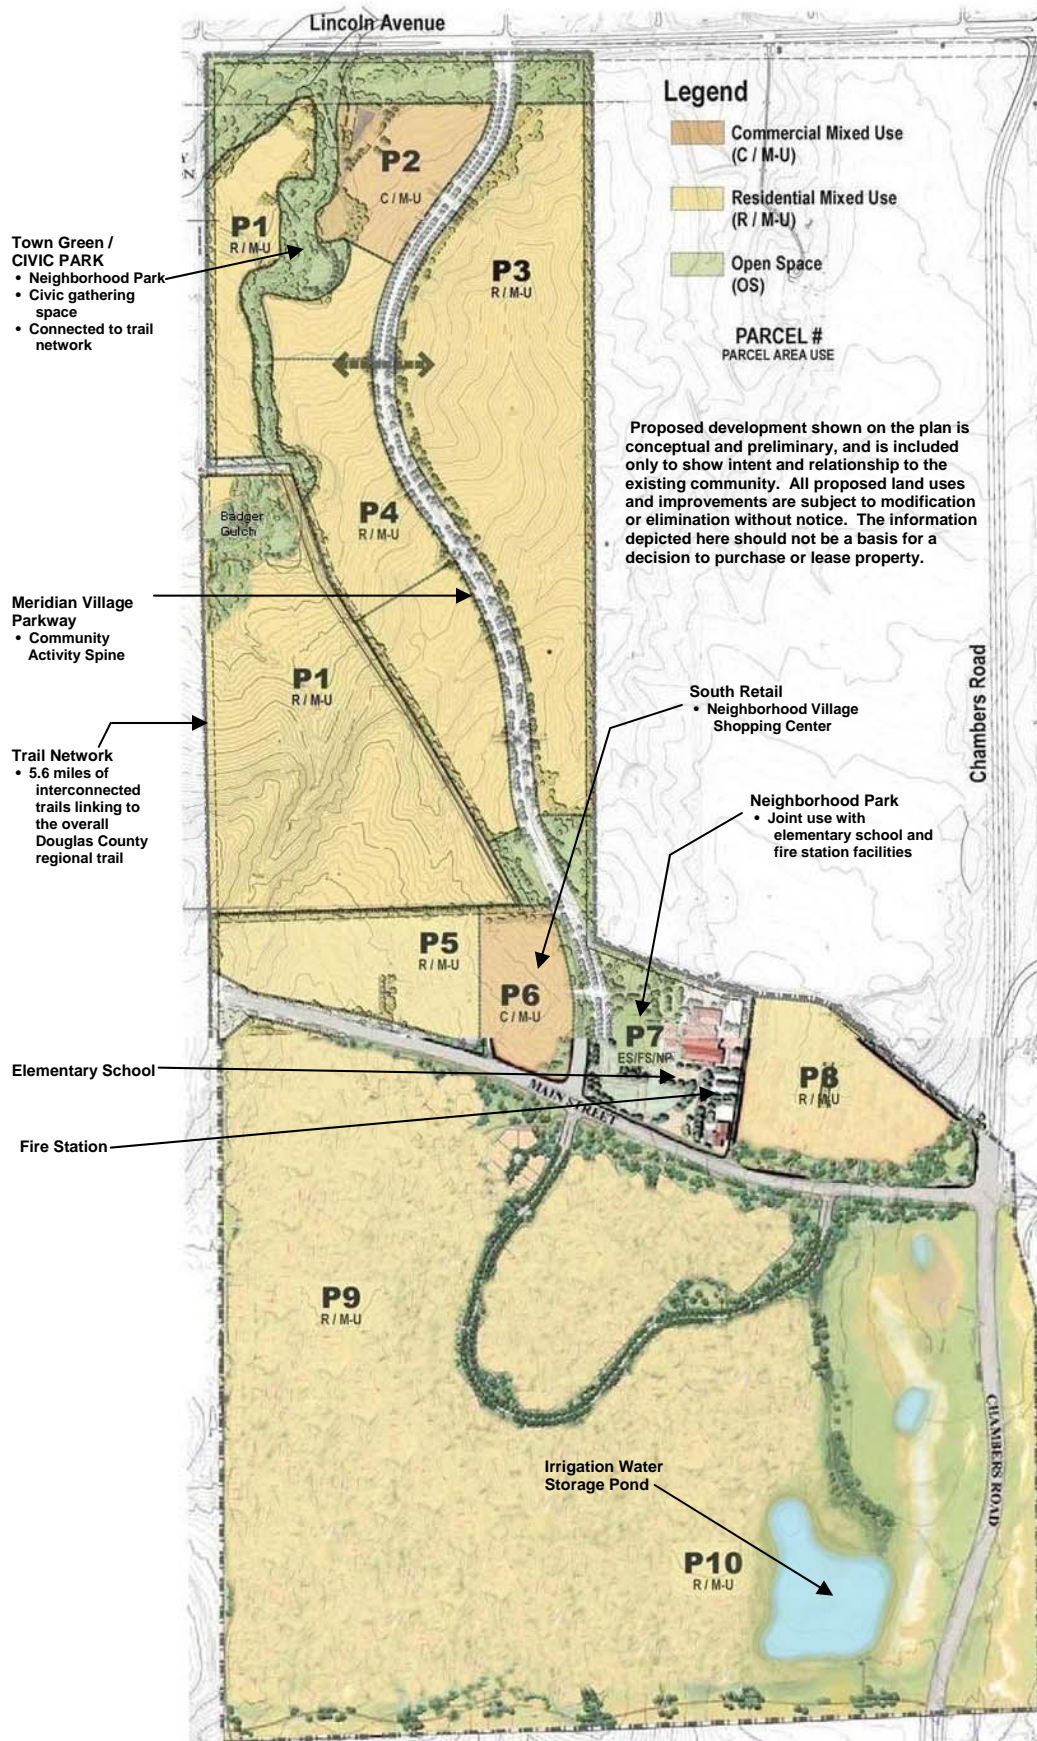 Lincoln Avenue
Legend
Commercial Mixed Use
(C / M-U)
Residential Mixed Use
(R / M-U)
Open Space
(OS)
PARCEL #
PARCEL AREA USE
P2
C / M-U
P1
R / M-U
Town Green /
CIVIC PARK
• Neighborhood Park
• Civic gathering
space
• Connected to trail
network
P3
R / M-U
Proposed development shown on the plan is
conceptual and preliminary, and is included
only to show intent and relationship to the
existing community. All proposed land uses
and improvements are subject to modification
or elimination without notice. The information
depicted here should not be a basis for a
decision to purchase or lease property.
Badger
Gulch
P4
R / M-U
Meridian Village
Parkway
• Community
Activity Spine
P1
R / M-U
Chambers Road
South Retail
• Neighborhood Village
Shopping Center
Trail Network
• 5.6 miles of
interconnected
trails linking to
the overall
Douglas County
regional trail
Neighborhood Park
• Joint use with
elementary school and
fire station facilities
P5
R / M-U
P6
C / M-U
P7
ES/FS/NP
P8
R / M-U
Elementary School
MAIN STREET
Fire Station
P9
R / M-U
CHAMBERS ROAD
Irrigation Water
Storage Pond
P10
R / M-U